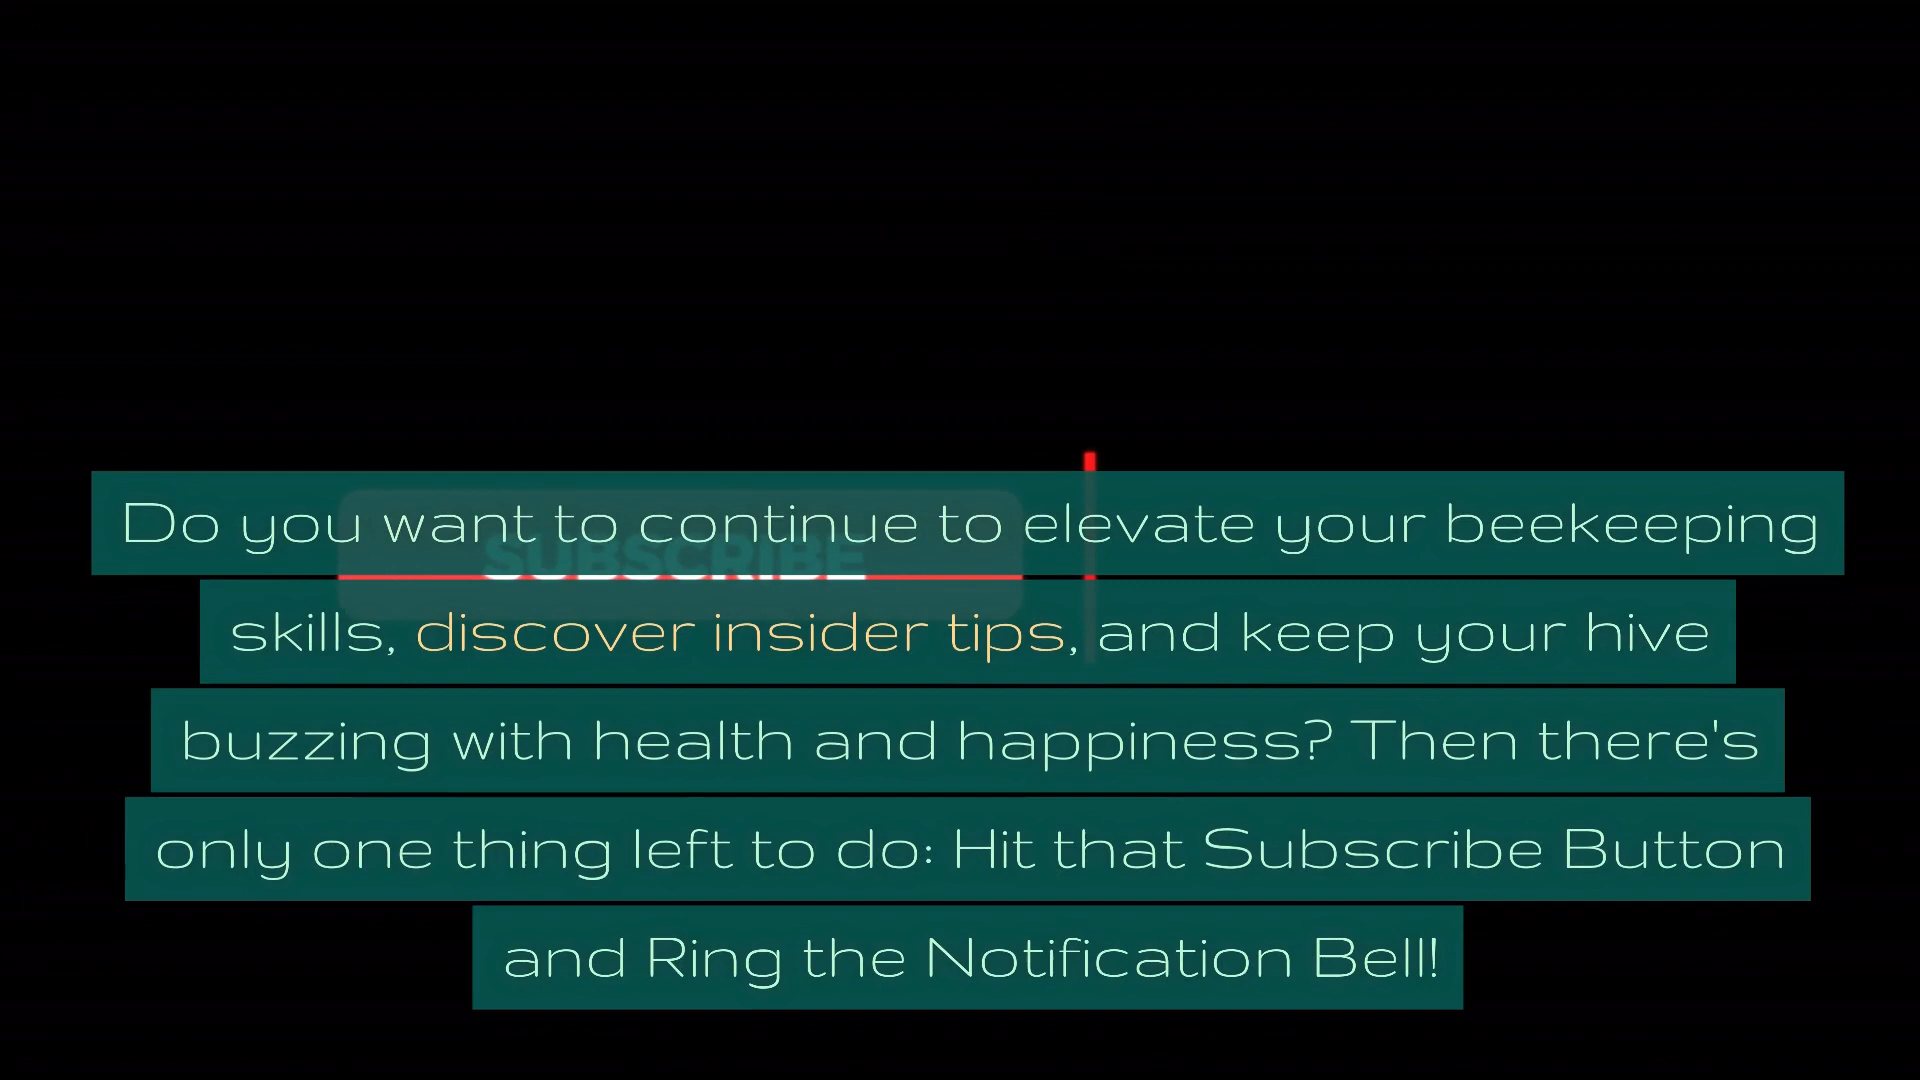 Do you want to continue to elevate your beekeeping
SUBSCRIBE
skills, discover insider tips, and keep your hive
buzzing with health and happiness? Then there's
only one thing left to do: Hit that Subscribe Button
and Ring the Notification Bell!